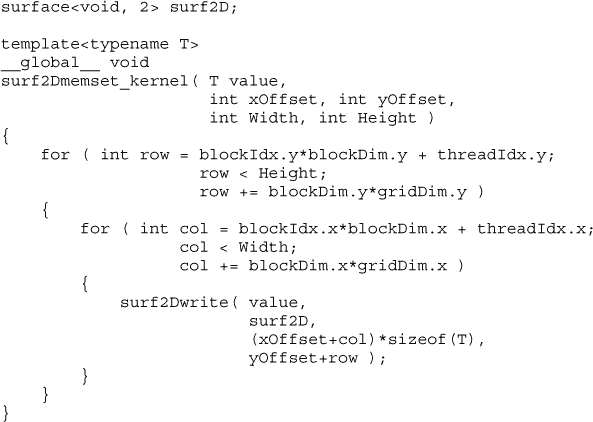 surface<void, 2> surf2D;

template<typename T>
__global__ void
surf2Dmemset_kernel( T value,
                     int xOffset, int yOffset,
                     int Width, int Height )
{
    for ( int row = blockIdx.y*blockDim.y + threadIdx.y;
                    row < Height;
                    row += blockDim.y*gridDim.y )
    {
        for ( int col = blockIdx.x*blockDim.x + threadIdx.x;
                  col < Width;
                  col += blockDim.x*gridDim.x )
        {
            surf2Dwrite( value,
                         surf2D,
                         (xOffset+col)*sizeof(T),
                         yOffset+row );
        }
    }
}